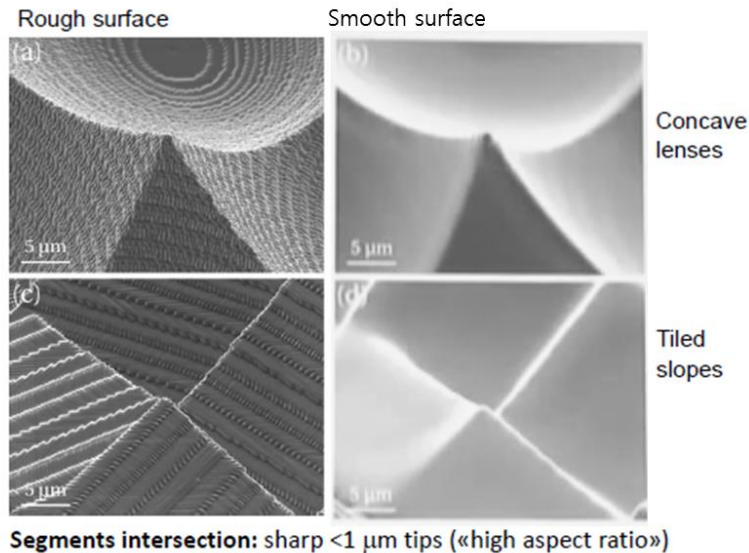 Rough surface
Smooth surface
(a)
(b)
Concave
lenses
5 μm
5 μm
(c)
(d)
Tiled
slopes
5 μm
5 μm
Segments intersection: sharp <1 μm tips («high aspect ratio»)